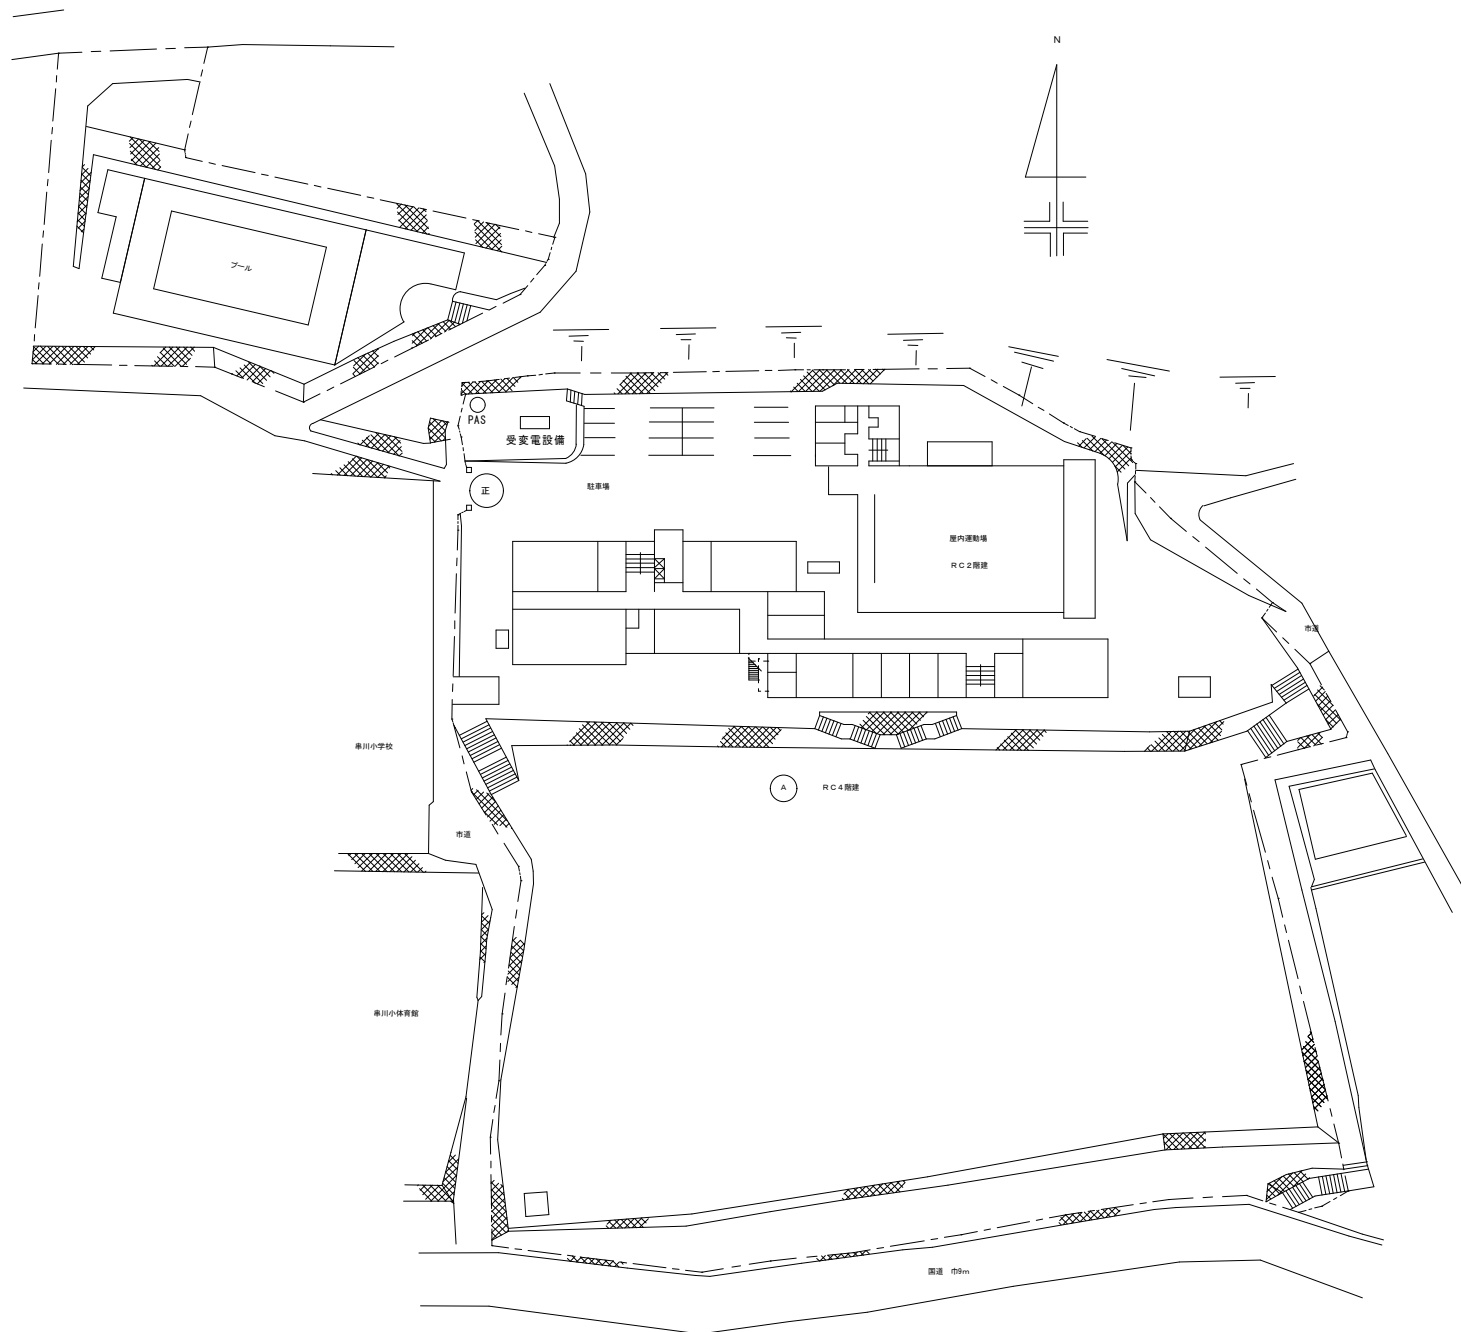 N
プール
PAS
受変電設備
正
駐車場
屋内運動場
RC2階建
市道
串川小学校
A
RC4階建
市道
串川小体育館
国道 巾9m